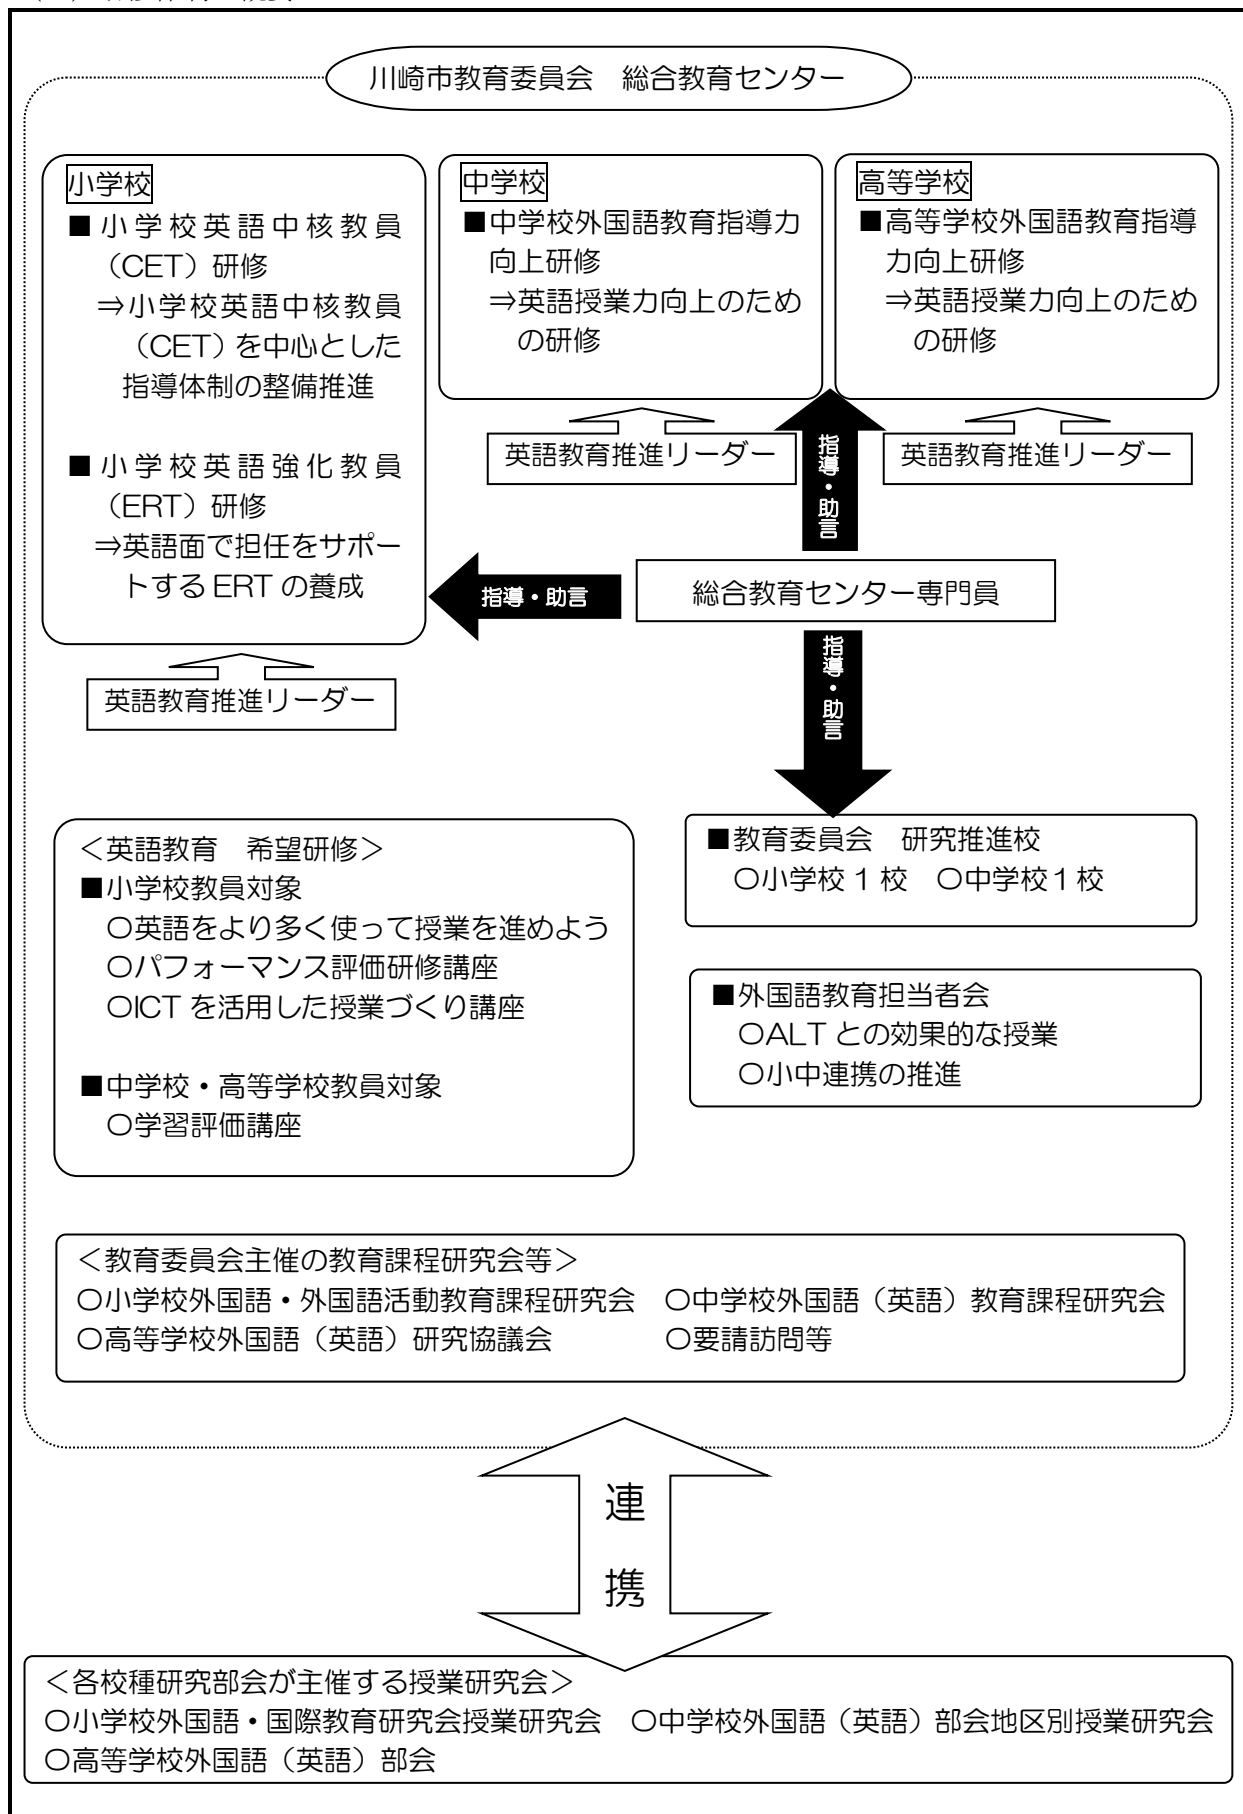 川崎市教育委員会　総合教育センター
小学校
■小学校英語中核教員
（CET）研修
⇒小学校英語中核教員
（CET）を中心とした
指導体制の整備推進
■小学校英語強化教員
（ERT）研修
⇒英語面で担任をサポー
トする ERT の養成
中学校
■中学校外国語教育指導力
向上研修
⇒英語授業力向上のため
の研修
高等学校
■高等学校外国語教育指導
力向上研修
⇒英語授業力向上のため
の研修
英語教育推進リーダー
英語教育推進リーダー
指導・助言
指導・助言
総合教育センター専門員
指導・助言
英語教育推進リーダー
＜英語教育　希望研修＞
■小学校教員対象
○英語をより多く使って授業を進めよう
○パフォーマンス評価研修講座
○ICT を活用した授業づくり講座
■中学校・高等学校教員対象
○学習評価講座
■教育委員会　研究推進校
○小学校 1 校　○中学校 1 校
■外国語教育担当者会
○ALT との効果的な授業
○小中連携の推進
＜教育委員会主催の教育課程研究会等＞
○小学校外国語・外国語活動教育課程研究会　○中学校外国語（英語）教育課程研究会
○高等学校外国語（英語）研究協議会　○要請訪問等
連
携
＜各校種研究部会が主催する授業研究会＞
○小学校外国語・国際教育研究会授業研究会　○中学校外国語（英語）部会地区別授業研究会
○高等学校外国語（英語）部会